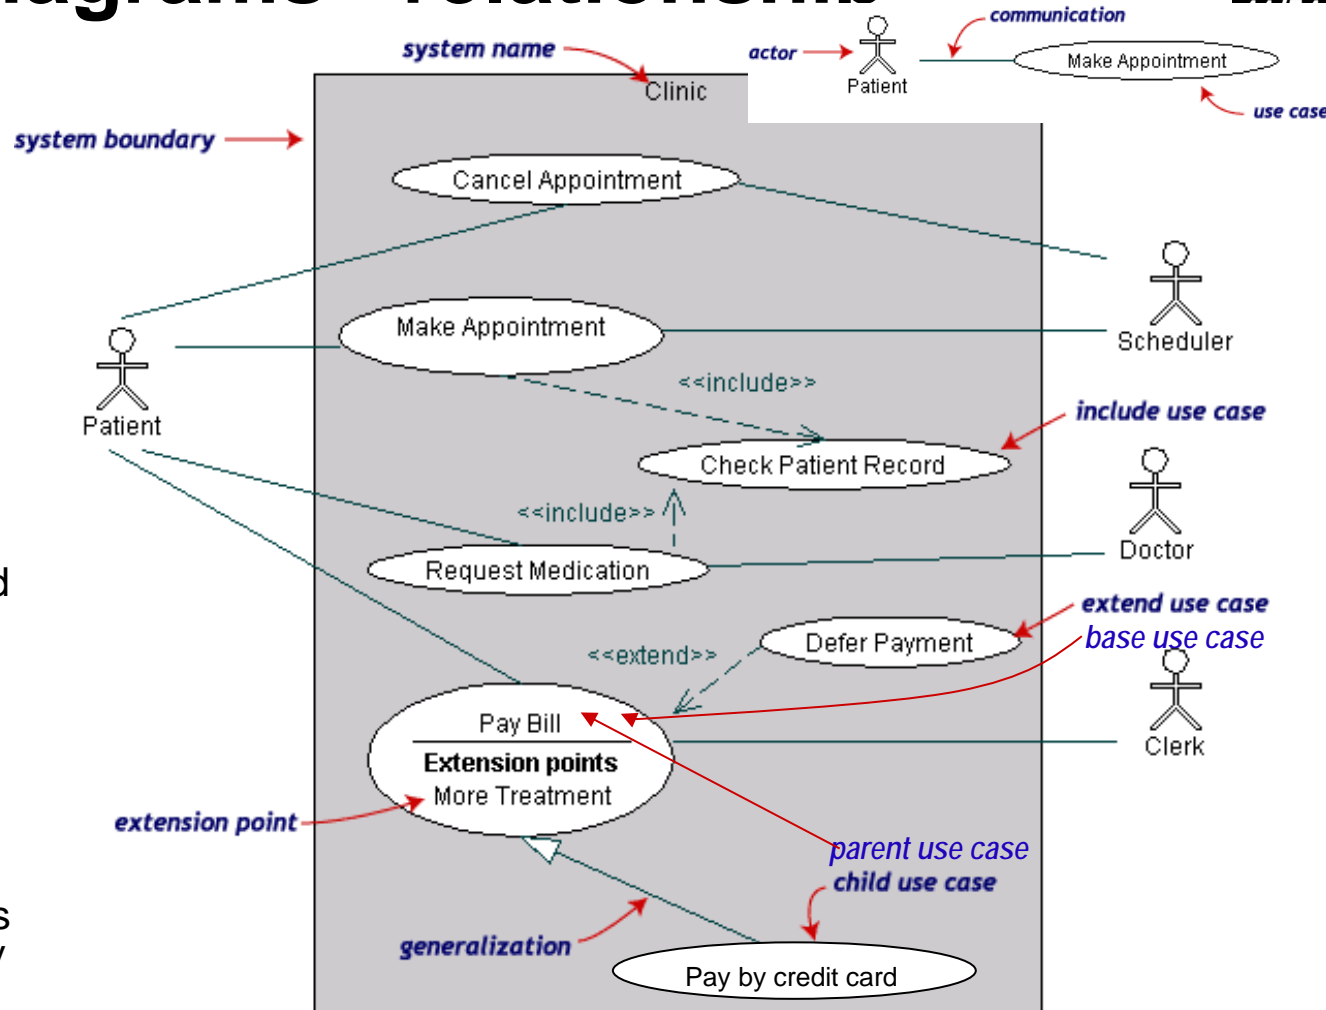 system name
communication
actor
Patient
Make Appointment
use case
Clinic
system boundary
Cancel Appointment
Make Appointment
Scheduler
<<include>>
Patient
include use case
Check Patient Record
<<include>>
Doctor
Request Medication
extend use case
base use case
Defer Payment
<<extend>>
Pay Bill
Clerk
Extension points
More Treatment
extension point
parent use case
child use case
generalization
Pay by credit card